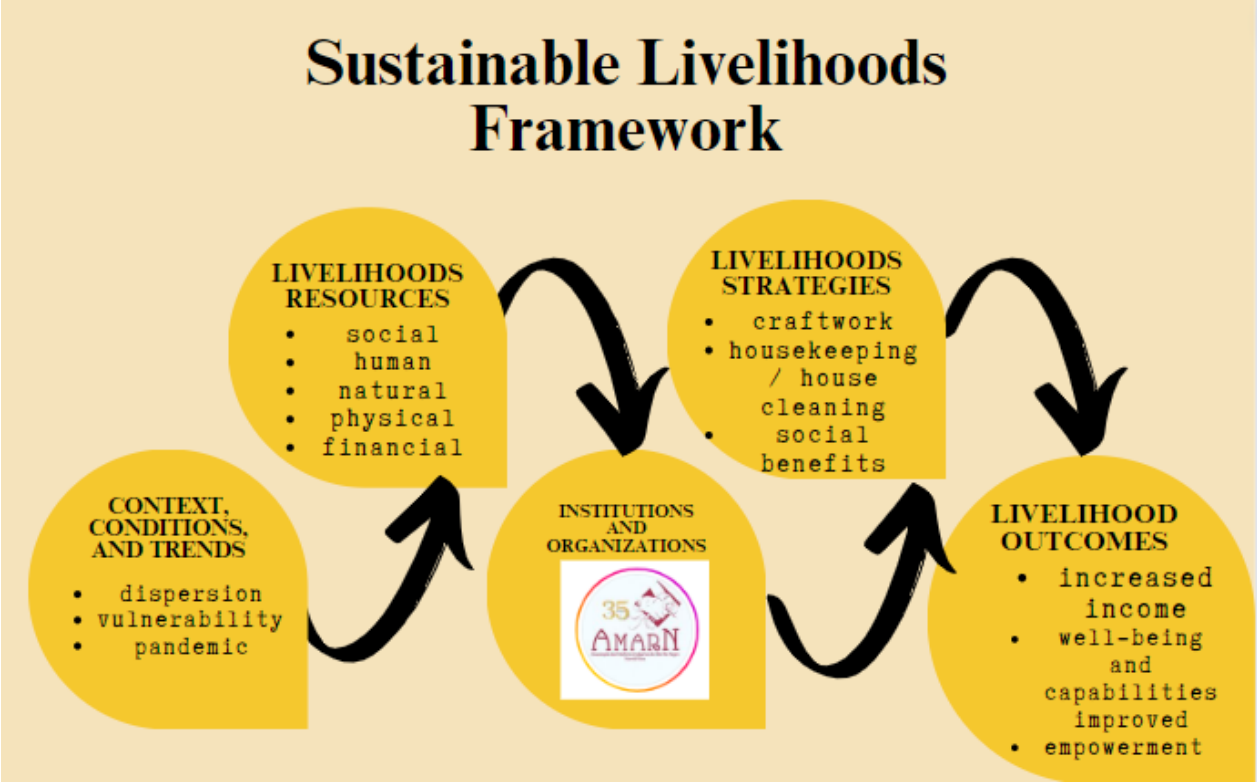 Sustainable Livelihoods
Framework
CONTEXT,
CONDITIONS,
AND TRENDS
• dispersion
• vulnerability
• pandemic
LIVELIHOODS
RESOURCES
• social
• human
• natural
• physical
• financial
INSTITUTIONS
AND
ORGANIZATIONS
35
AMARN
LIVELIHOODS
STRATEGIES
• craftwork
• housekeeping
/ house
cleaning
• social
benefits
LIVELIHOOD
OUTCOMES
• increased
income
• well-being
and
capabilities
improved
• empowerment